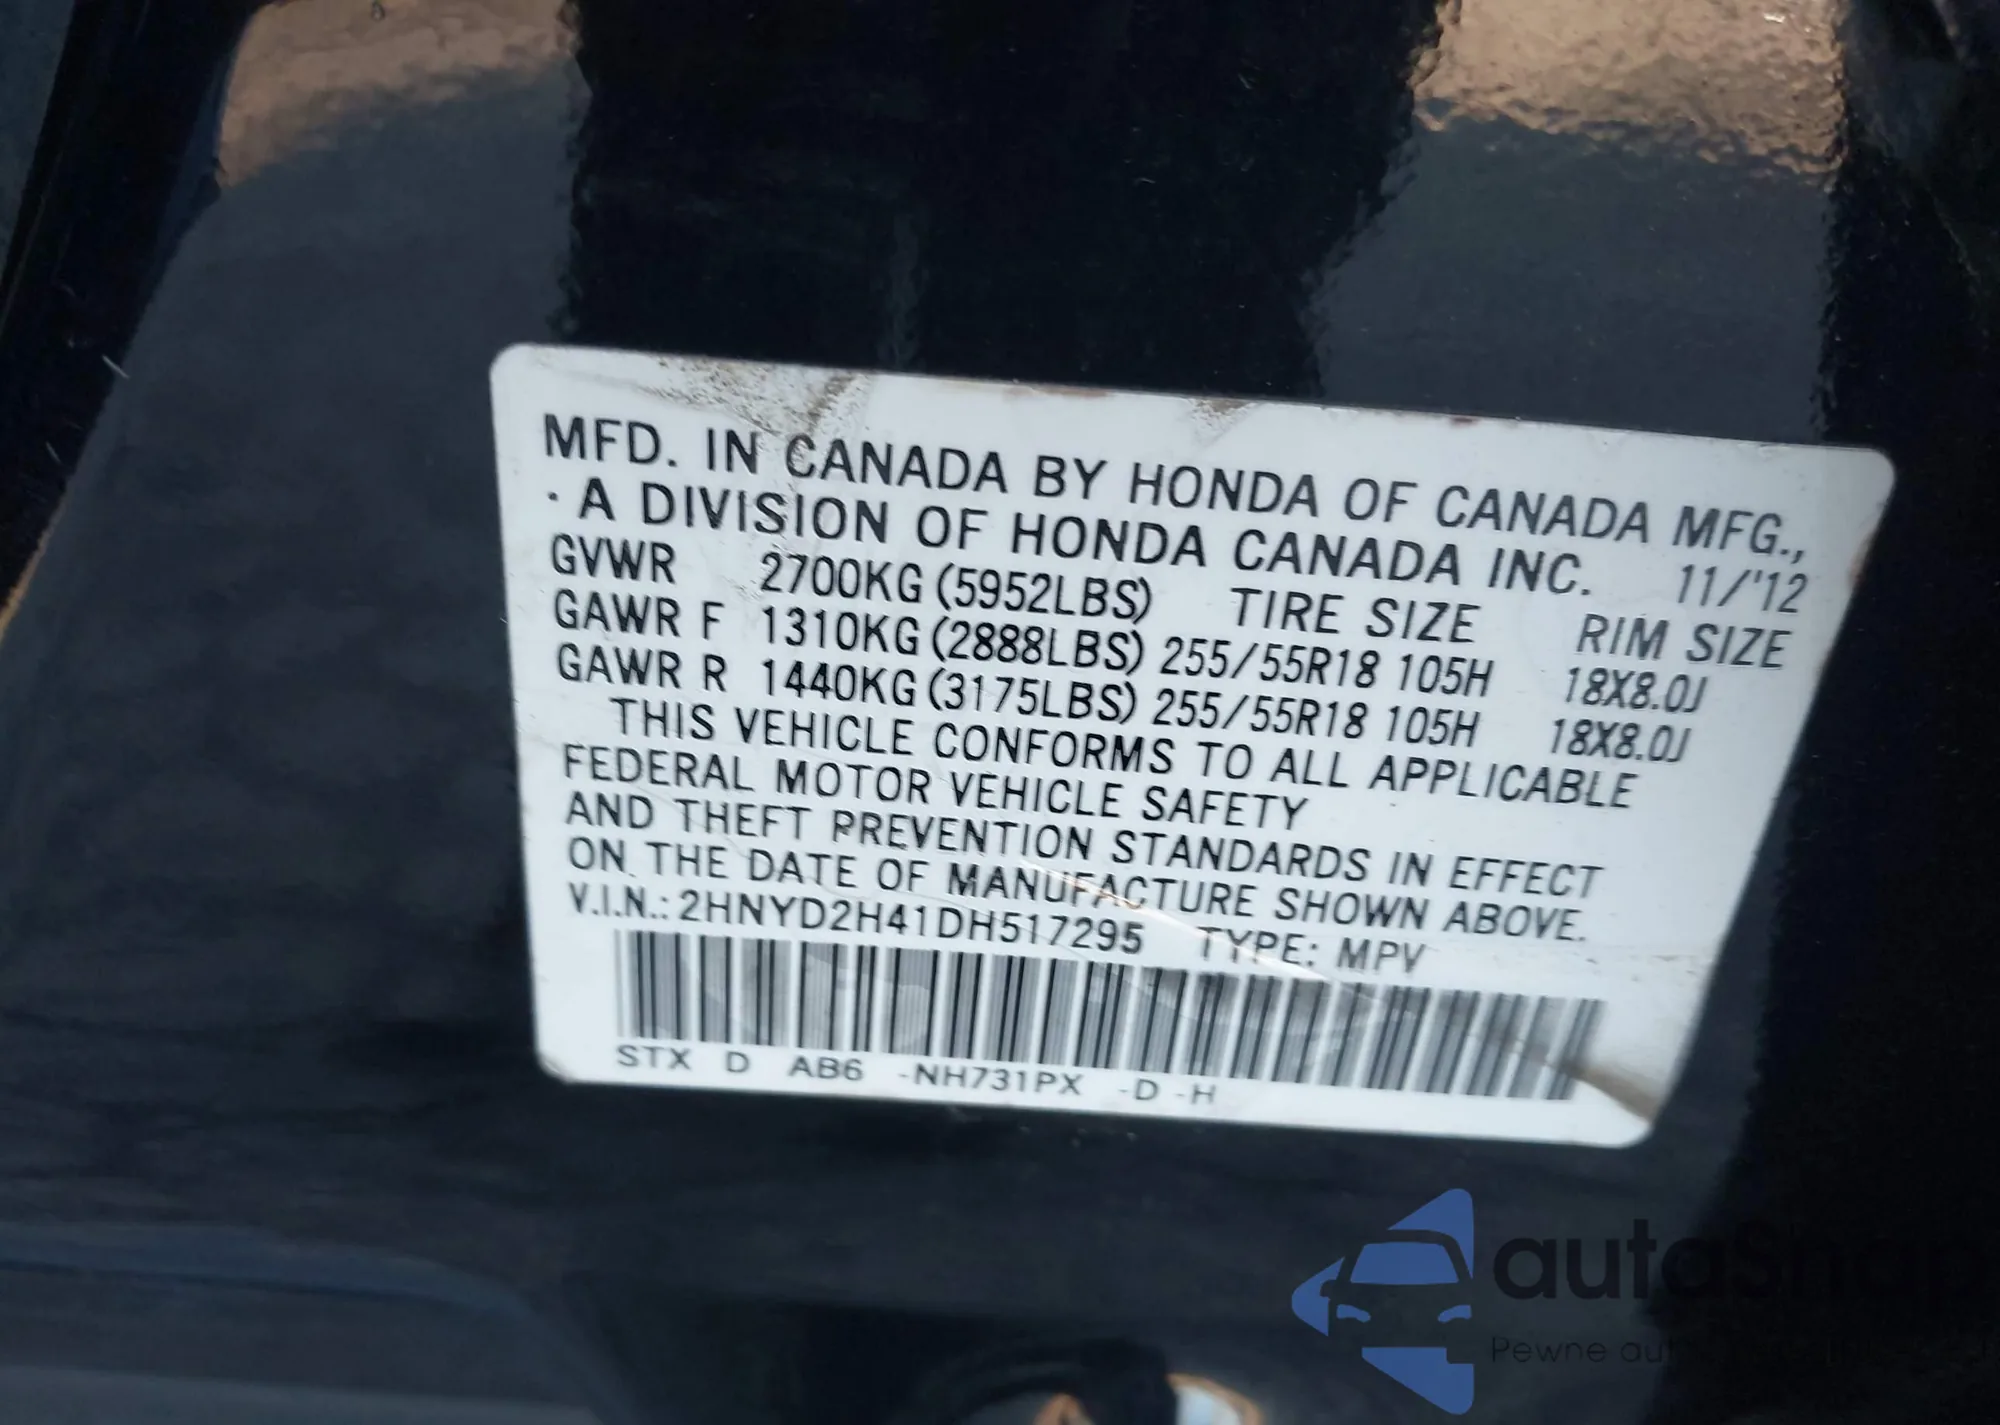 MFD. IN CANADA BY HONDA OF CANADA MFG.,
· A DIVISION OF HONDA CANADA INC. 11/'12
GVWR 2700KG (5952LBS) TIRE SIZE RIM SIZE
GAWR F 1310KG (2888LBS) 255/55R18 105H 18X8.0J
GAWR R 1440KG (3175LBS) 255/55R18 105H 18X8.0J
THIS VEHICLE CONFORMS TO ALL APPLICABLE
FEDERAL MOTOR VEHICLE SAFETY
AND THEFT PREVENTION STANDARDS IN EFFECT
ON THE DATE OF MANUFACTURE SHOWN ABOVE.
V.I.N.: 2HNYD2H41DH517295 TYPE: MPV
STX D AB6 -NH731PX -D -H
autashop
Pewne